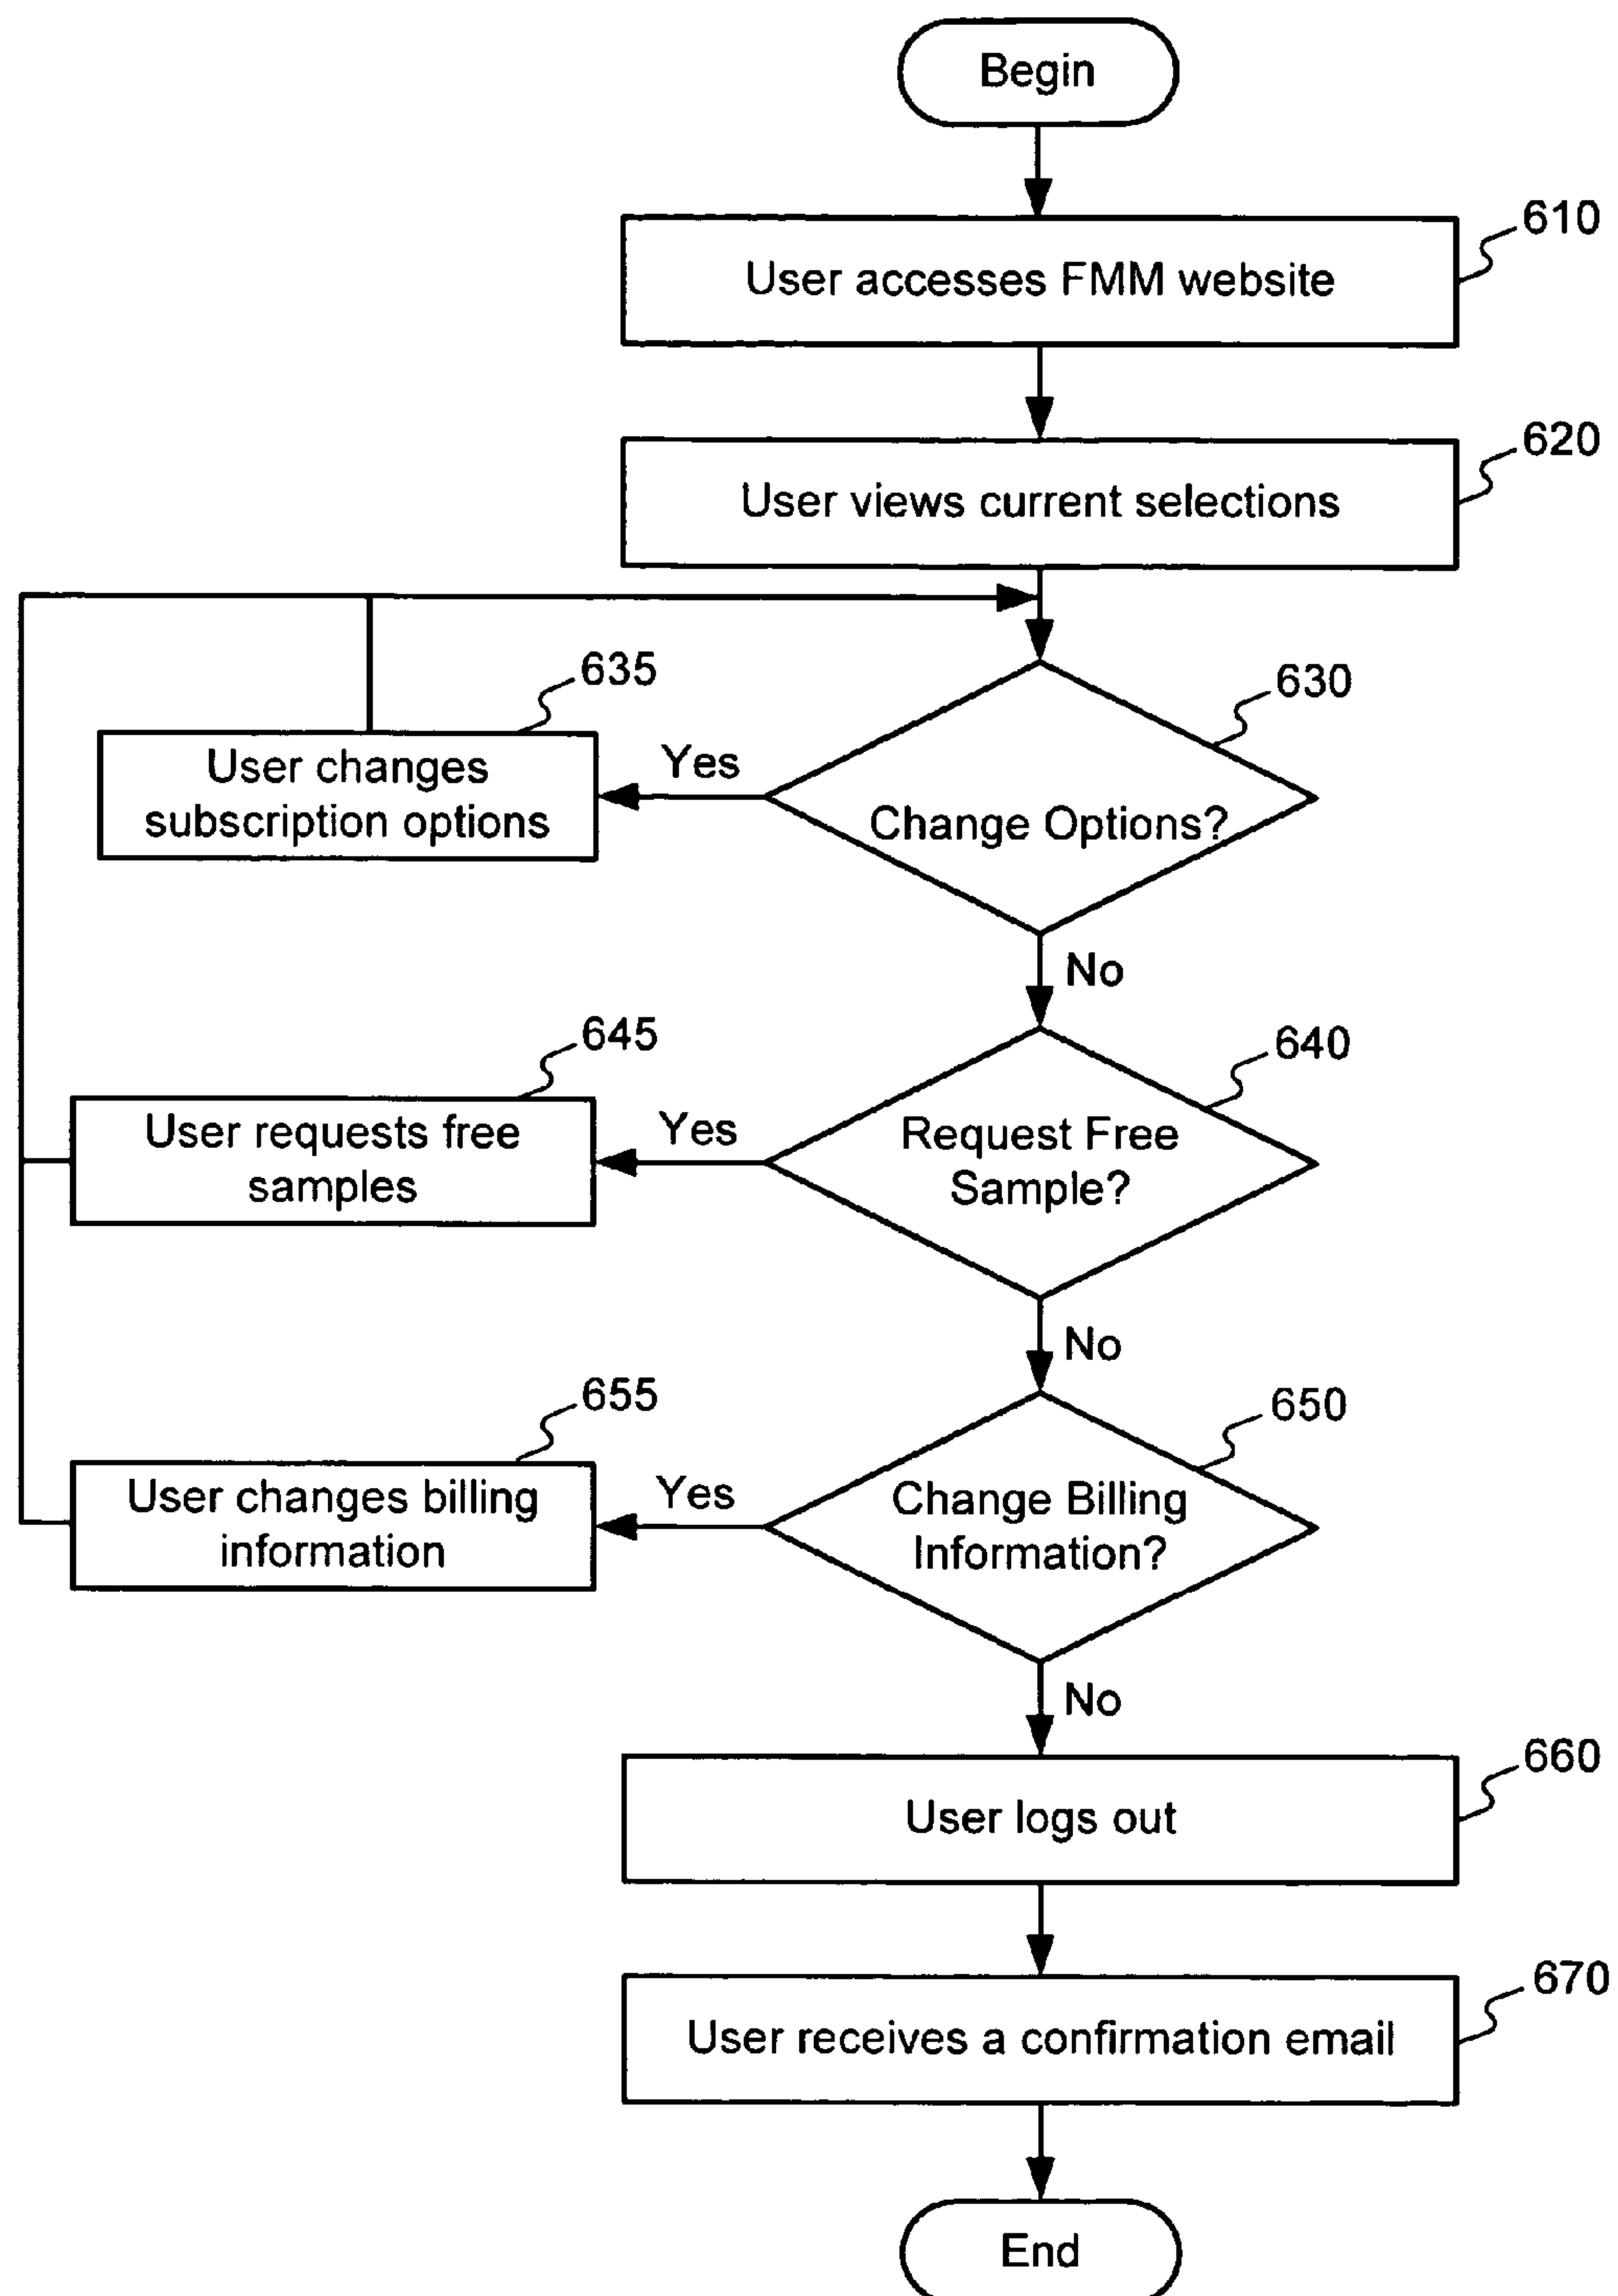 Begin
610
User accesses FMM website
620
User views current selections
635
630
User changes
subscription options
Yes
Change Options?
No
645
640
User requests free
samples
Yes
Request Free
Sample?
No
655
650
User changes billing
information
Yes
Change Billing
Information?
No
660
User logs out
670
User receives a confirmation email
End